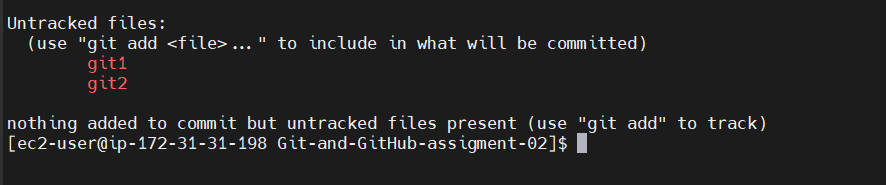 Untracked files:
(use "git add <file>..." to include in what will be committed)
git1
git2
nothing added to commit but untracked files present (use "git add" to track)
[ec2-user@ip-172-31-31-198 Git-and-GitHub-assigment-02]$